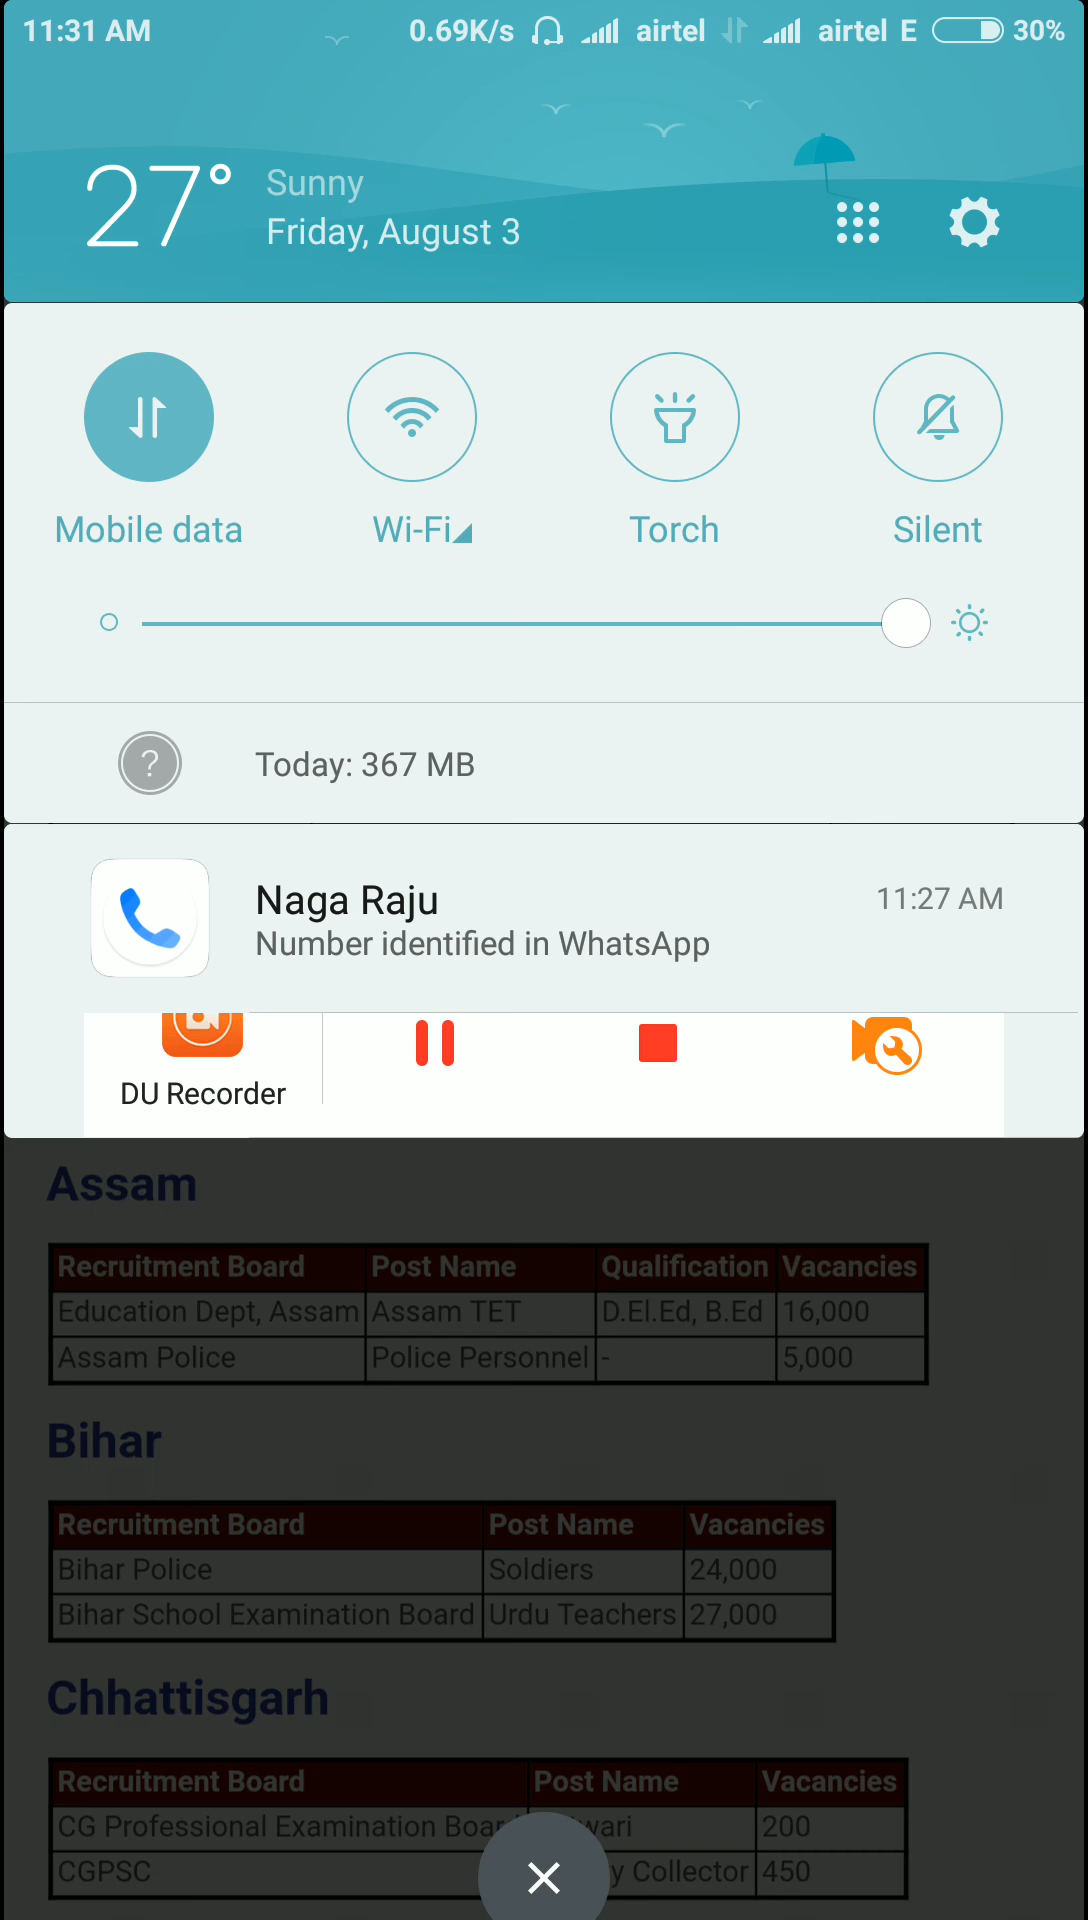 11:31 AM 0.69K/s airtel airtel E 30%
27° Sunny
Friday, August 3
Mobile data Wi-Fi Torch Silent
? Today: 367 MB
Naga Raju 11:27 AM
Number identified in WhatsApp
DU Recorder
Assam
Recruitment Board Post Name Qualification Vacancies
Education Dept, Assam Assam TET D.El.Ed, B.Ed 16,000
Assam Police Police Personnel - 5,000
Bihar
Recruitment Board Post Name Vacancies
Bihar Police Soldiers 24,000
Bihar School Examination Board Urdu Teachers 27,000
Chhattisgarh
Recruitment Board Post Name Vacancies
CG Professional Examination 200
CGPSC Collector 450